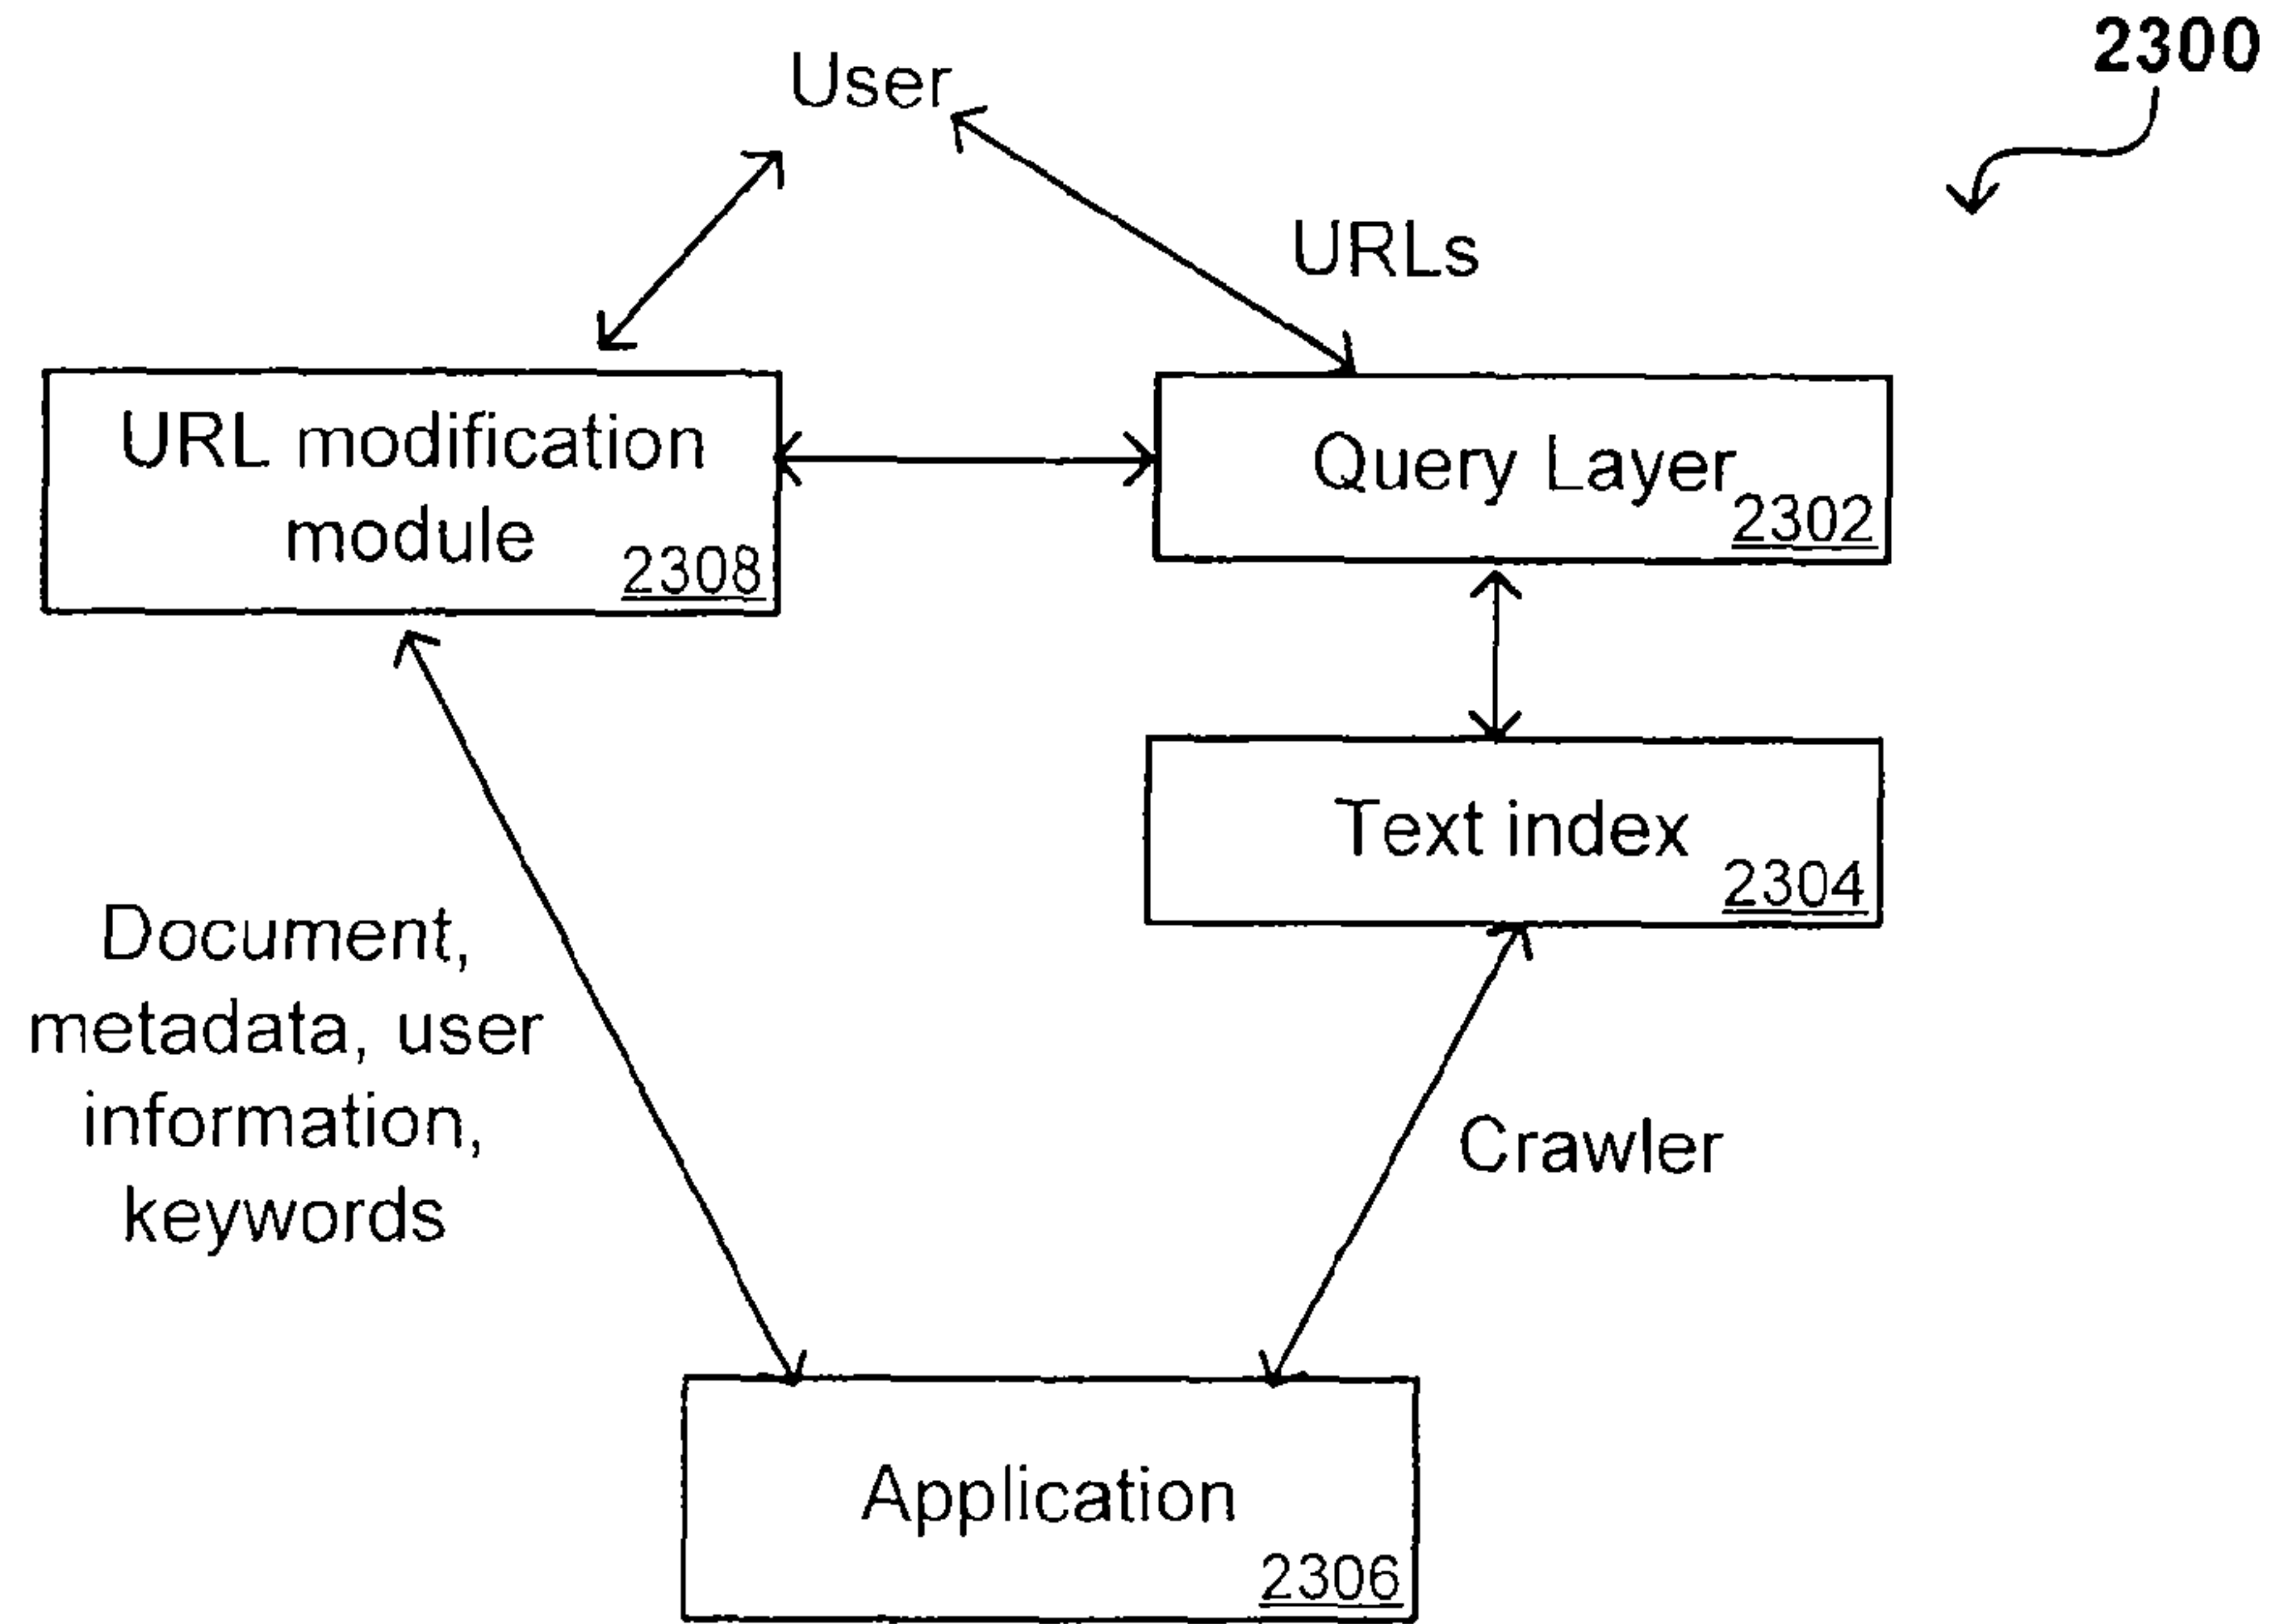 2300
User
URLs
URL modification
module
2308
Query Layer
2302
Text index
2304
Document,
metadata, user
information,
keywords
Crawler
Application
2306